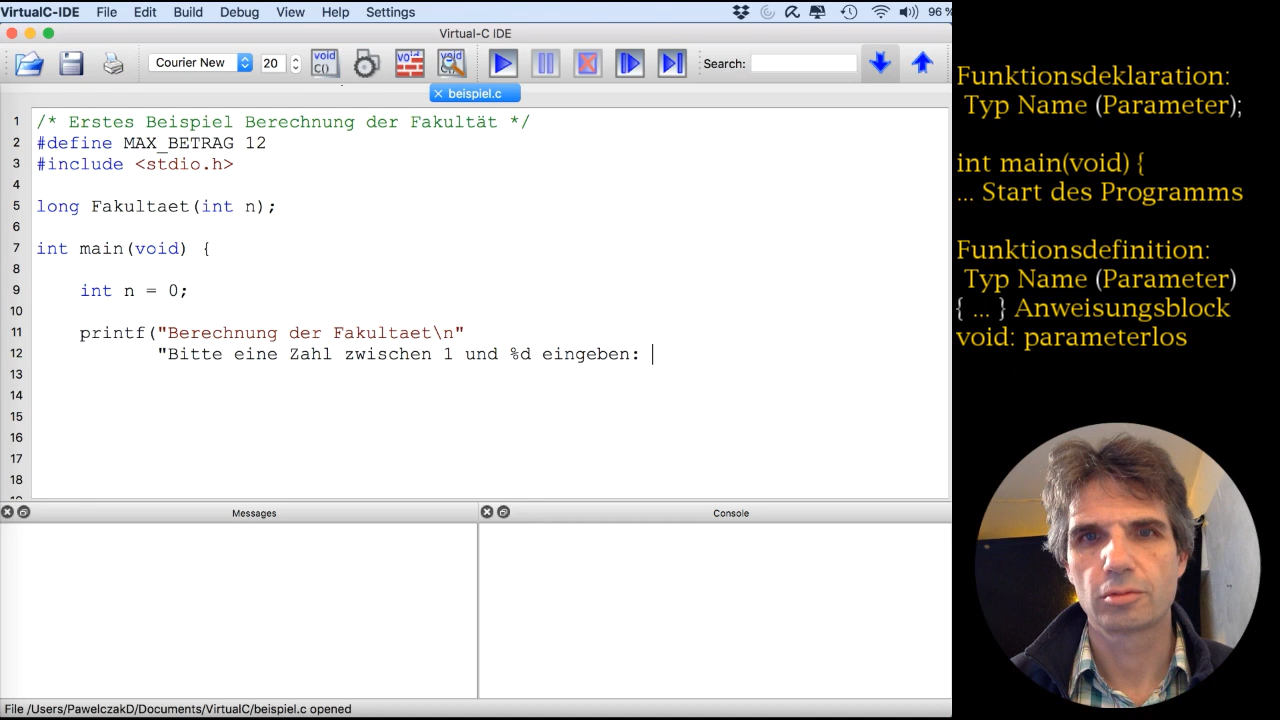 VirtualC-IDE File Edit Build Debug View Help Settings 96 %
Virtual-C IDE
Courier New 20 void C() void void Search:
beispiel.c
1 /* Erstes Beispiel Berechnung der Fakultät */
2 #define MAX_BETRAG 12
3 #include <stdio.h>
4
5 long Fakultaet(int n);
6
7 int main(void) {
8
9 int n = 0;
10
11 printf("Berechnung der Fakultaet\n"
12 "Bitte eine Zahl zwischen 1 und %d eingeben:
13
14
15
16
17
18
Messages
Console
File /Users/PawelczakD/Documents/VirtualC/beispiel.c opened
Funktionsdeklaration:
Typ Name (Parameter);
int main(void) {
... Start des Programms
Funktionsdefinition:
Typ Name (Parameter)
{ ... } Anweisungsblock
void: parameterlos